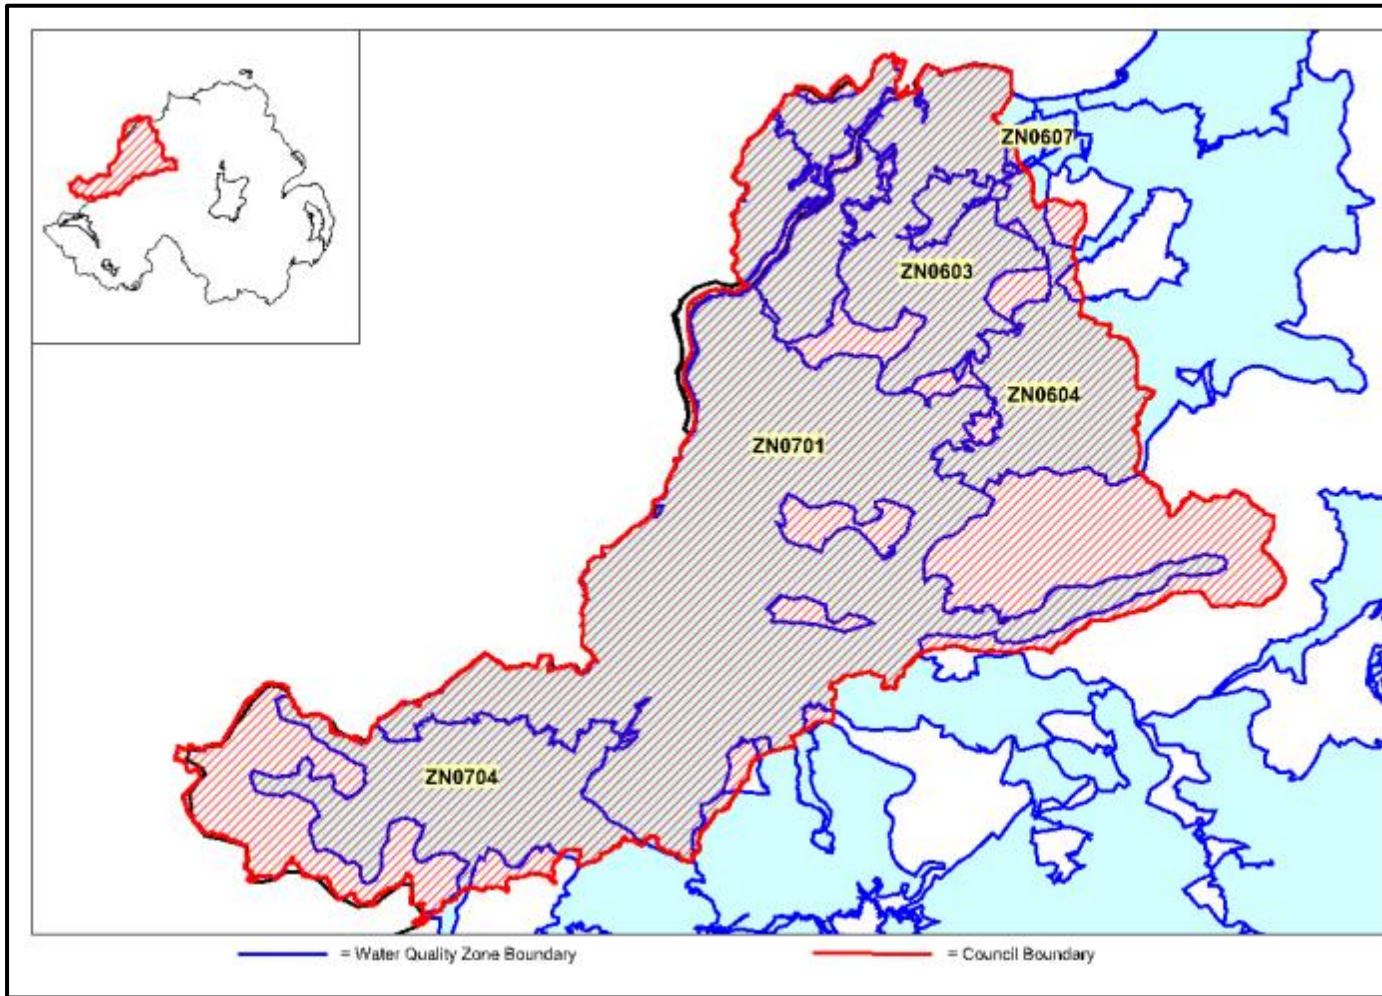 ZN0607
ZN0603
ZN0604
ZN0701
ZN0704
= Water Quality Zone Boundary
= Council Boundary